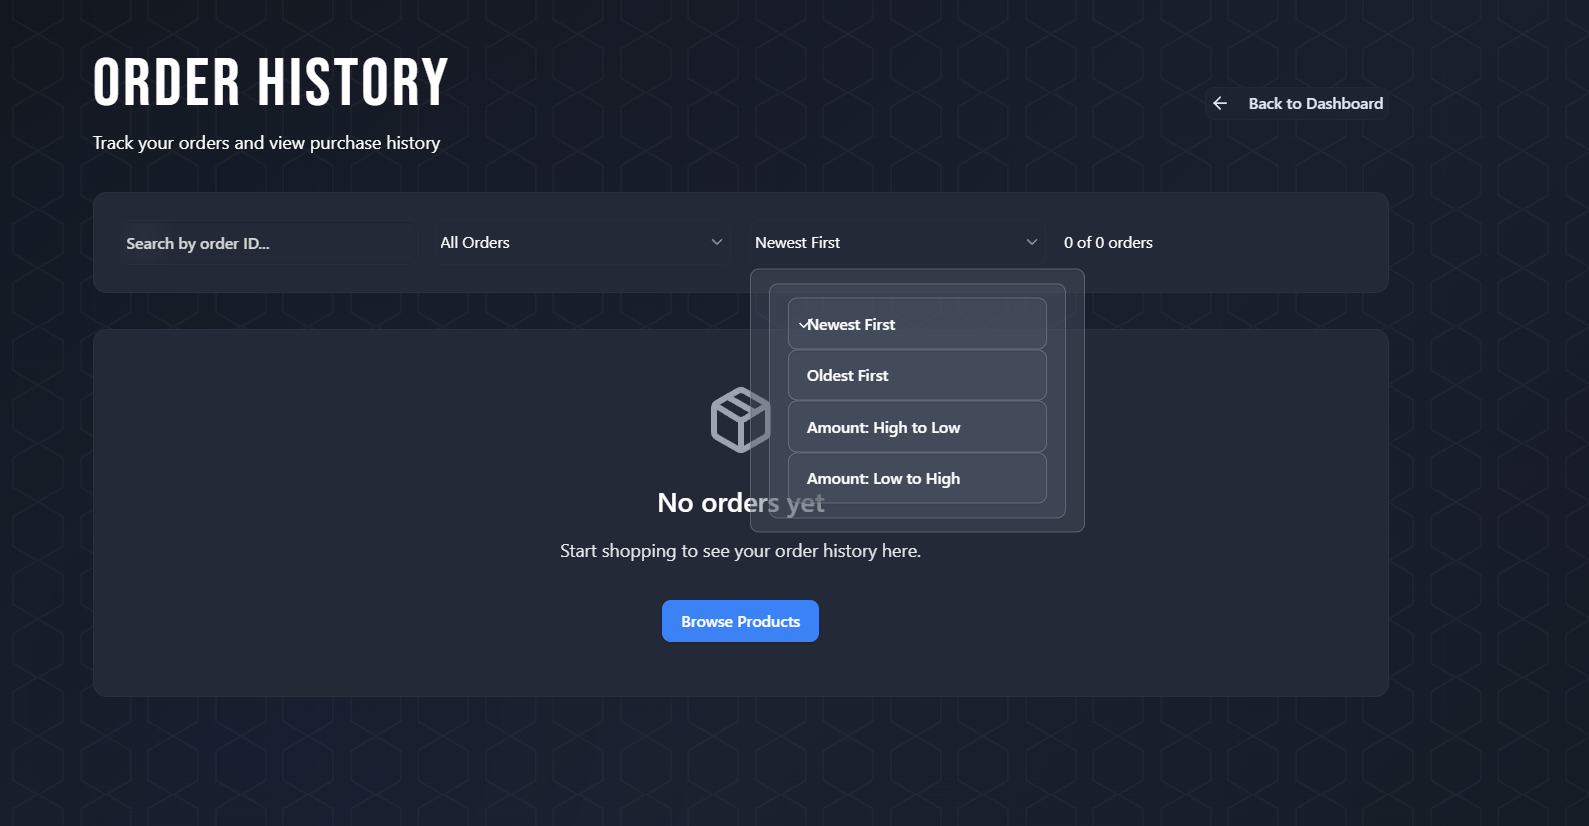 ORDER HISTORY
Back to Dashboard
Track your orders and view purchase history
Search by order ID...
All Orders
Newest First
0 of 0 orders
Newest First
Oldest First
Amount: High to Low
Amount: Low to High
No orders yet
Start shopping to see your order history here.
Browse Products